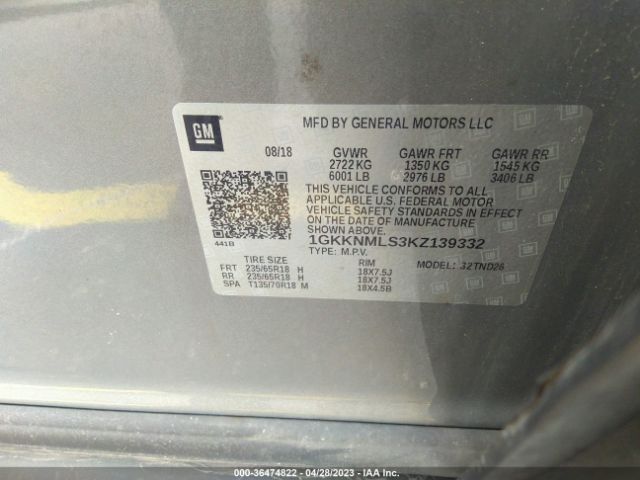 GM
MFD BY GENERAL MOTORS LLC
08/18 GVWR GAWR FRT GAWR RR
2722 KG 1350 KG 1545 KG
6001 LB 2976 LB 3406 LB
THIS VEHICLE CONFORMS TO ALL
APPLICABLE U.S. FEDERAL MOTOR
VEHICLE SAFETY STANDARDS IN EFFECT
ON THE DATE OF MANUFACTURE
SHOWN ABOVE.
441B
1GKKNMLS3KZ139332
TYPE: M.P.V.
TIRE SIZE RIM MODEL: 32TND26
FRT 235/65R18 H 18X7.5J
RR 235/65R18 H 18X7.5J
SPA T135/70R18 M 18X4.5B
000-36474822 - 04/28/2023 - IAA Inc.